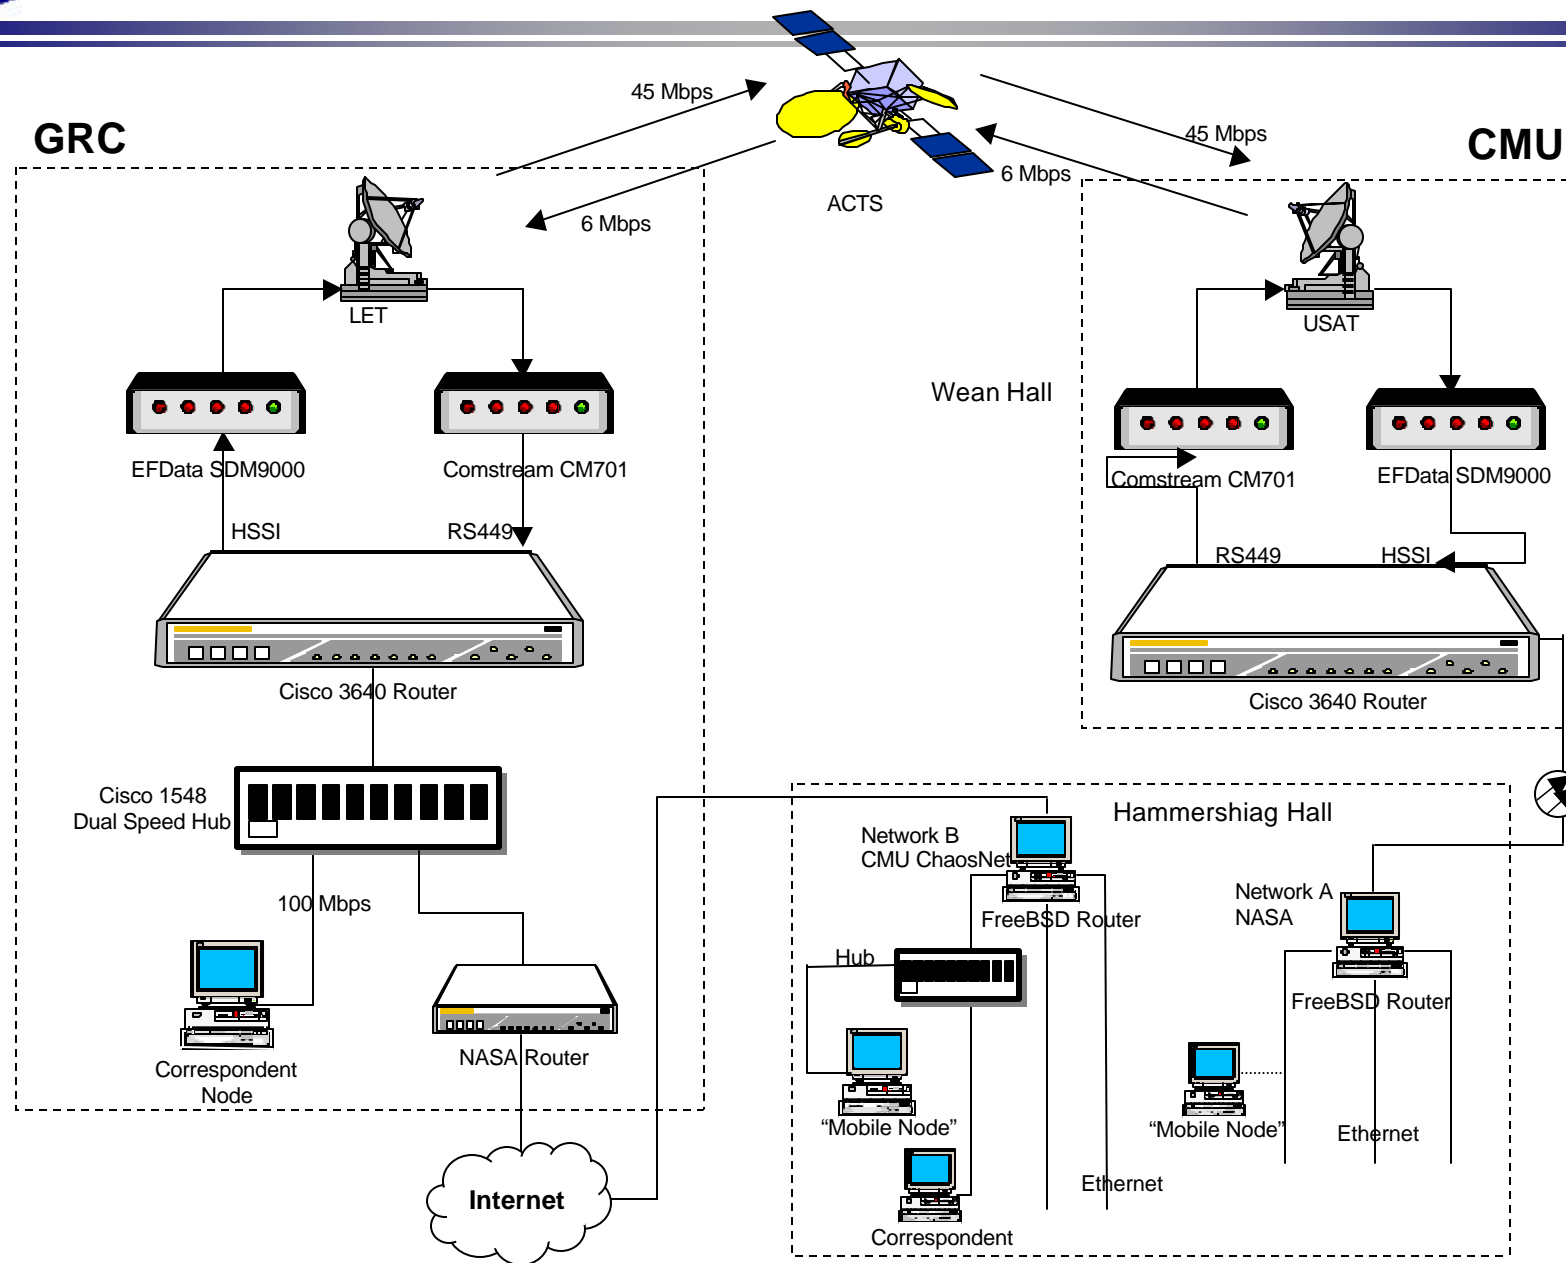 45 Mbps
GRC
45 Mbps
CMU
6 Mbps
ACTS
6 Mbps
LET
USAT
Wean Hall
EFData SDM9000
Comstream CM701
Comstream CM701
EFData SDM9000
HSSI
RS449
RS449
HSSI
Cisco 3640 Router
Cisco 3640 Router
Cisco 1548
Dual Speed Hub
Hammershiag Hall
Network B
CMU ChaosNet
100 Mbps
Network A
NASA
FreeBSD Router
Hub
FreeBSD Router
NASA Router
Correspondent
Node
"Mobile Node"
"Mobile Node"
Ethernet
Ethernet
Internet
Correspondent